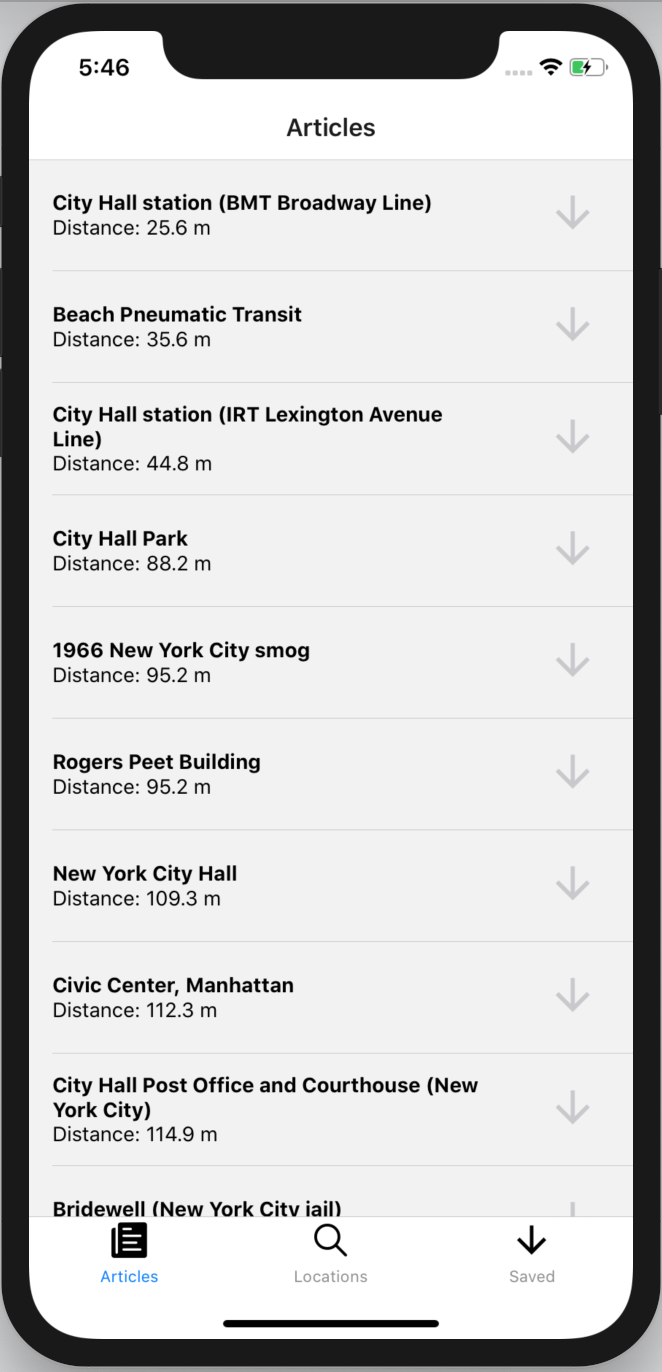 5:46
Articles
City Hall station (BMT Broadway Line)
Distance: 25.6 m
Beach Pneumatic Transit
Distance: 35.6 m
City Hall station (IRT Lexington Avenue
Line)
Distance: 44.8 m
City Hall Park
Distance: 88.2 m
1966 New York City smog
Distance: 95.2 m
Rogers Peet Building
Distance: 95.2 m
New York City Hall
Distance: 109.3 m
Civic Center, Manhattan
Distance: 112.3 m
City Hall Post Office and Courthouse (New
York City)
Distance: 114.9 m
Bridewell (New York City jail)
Articles
Locations
Saved